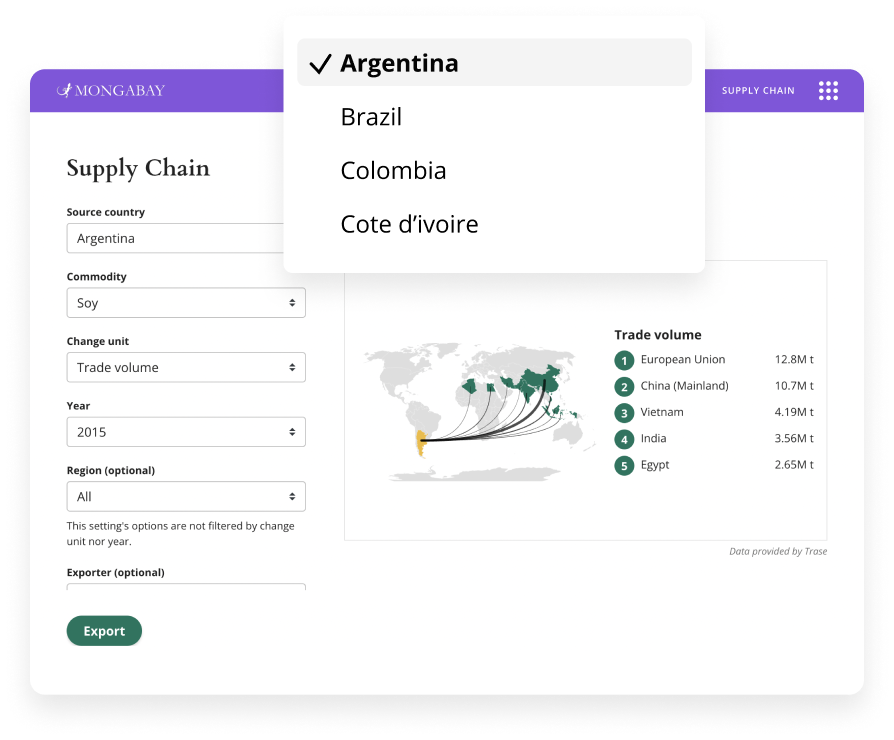 Argentina
Brazil
Colombia
Cote d’ivoire
MONGABAY
SUPPLY CHAIN
Supply Chain
Source country
Argentina
Commodity
Soy
Change unit
Trade volume
Year
2015
Region (optional)
All
This setting's options are not filtered by change
unit nor year.
Exporter (optional)
Export
Trade volume
1 European Union 12.8M t
2 China (Mainland) 10.7M t
3 Vietnam 4.19M t
4 India 3.56M t
5 Egypt 2.65M t
Data provided by Trase